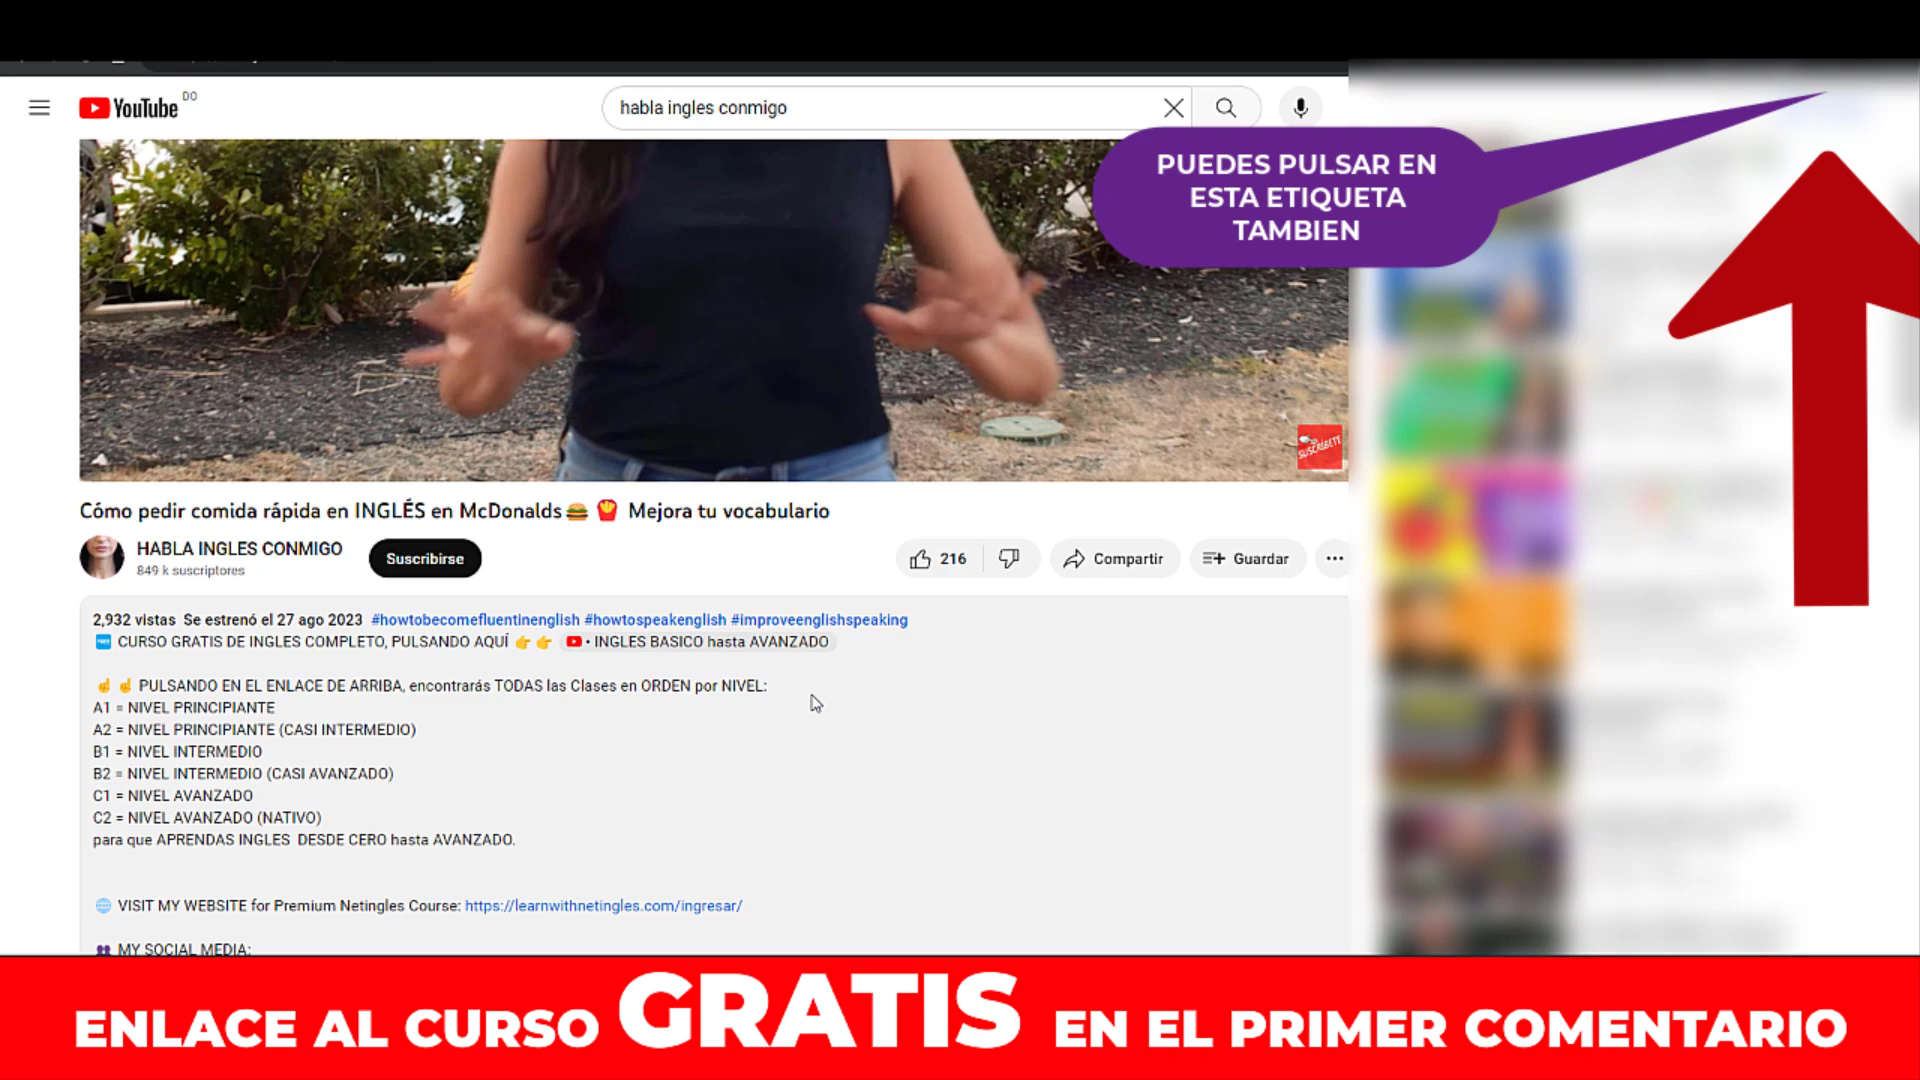 YouTube DO
habla ingles conmigo
PUEDES PULSAR EN
ESTA ETIQUETA
TAMBIEN
SUSCRÍBETE
Cómo pedir comida rápida en INGLÉS en McDonalds🍔 🍟 Mejora tu vocabulario
HABLA INGLES CONMIGO
849 k suscriptores
Suscribirse
216
Compartir
Guardar
2,932 vistas Se estrenó el 27 ago 2023 #howtobecomefluentinenglish #howtospeakenglish #improveenglishspeaking
CURSO GRATIS DE INGLES COMPLETO, PULSANDO AQUÍ 👉 👉 • INGLES BASICO hasta AVANZADO
☝ ☝ PULSANDO EN EL ENLACE DE ARRIBA, encontrarás TODAS las Clases en ORDEN por NIVEL:
A1 = NIVEL PRINCIPIANTE
A2 = NIVEL PRINCIPIANTE (CASI INTERMEDIO)
B1 = NIVEL INTERMEDIO
B2 = NIVEL INTERMEDIO (CASI AVANZADO)
C1 = NIVEL AVANZADO
C2 = NIVEL AVANZADO (NATIVO)
para que APRENDAS INGLES DESDE CERO hasta AVANZADO.
🌐 VISIT MY WEBSITE for Premium Netingles Course: https://learnwithnetingles.com/ingresar/
👥 MY SOCIAL MEDIA:
ENLACE AL CURSO GRATIS EN EL PRIMER COMENTARIO